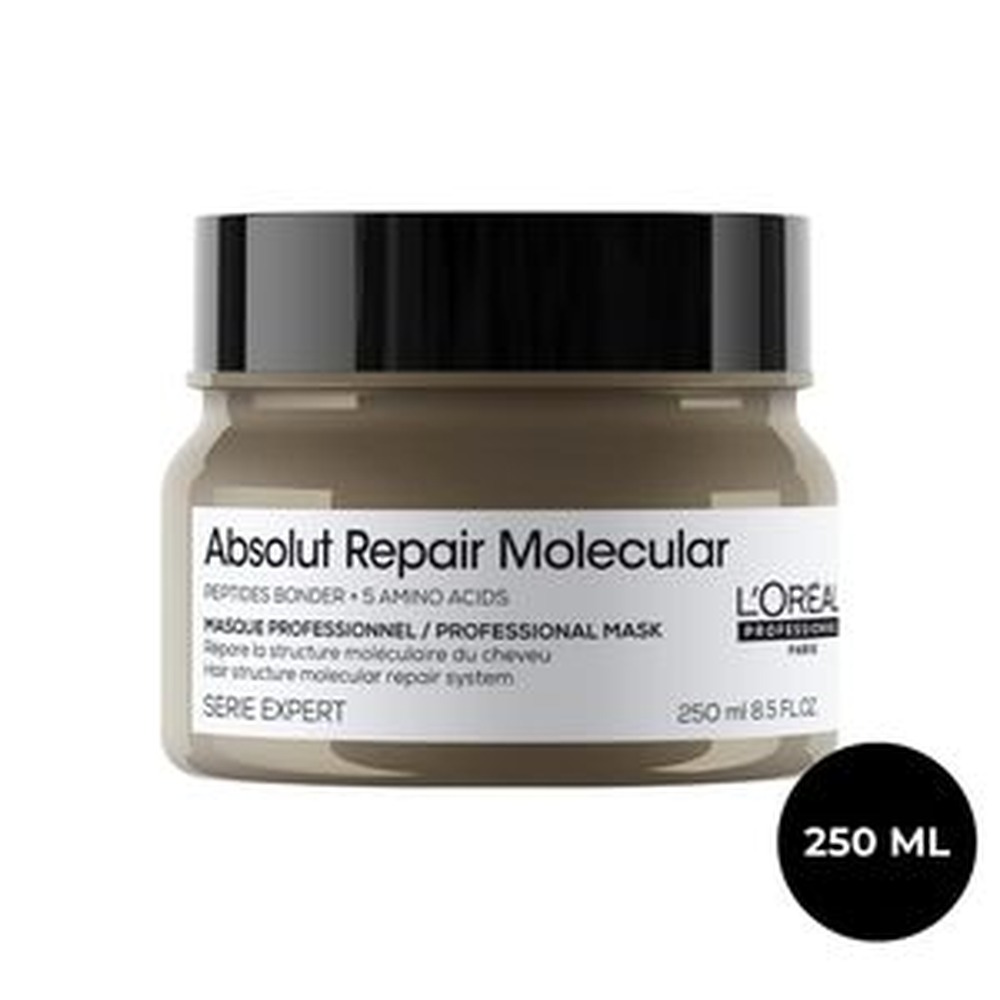 Absolut Repair Molecular
PEPTIDES BONDER • 5 AMINO ACIDS
MASQUE PROFESSIONNEL / PROFESSIONAL MASK
Répare la structure moléculaire du cheveu
Hair structure molecular repair system
SERIE EXPERT
L'ORÉAL
PROFESSIONNEL
PARIS
250 ml 8.5 FL.OZ
250 ML